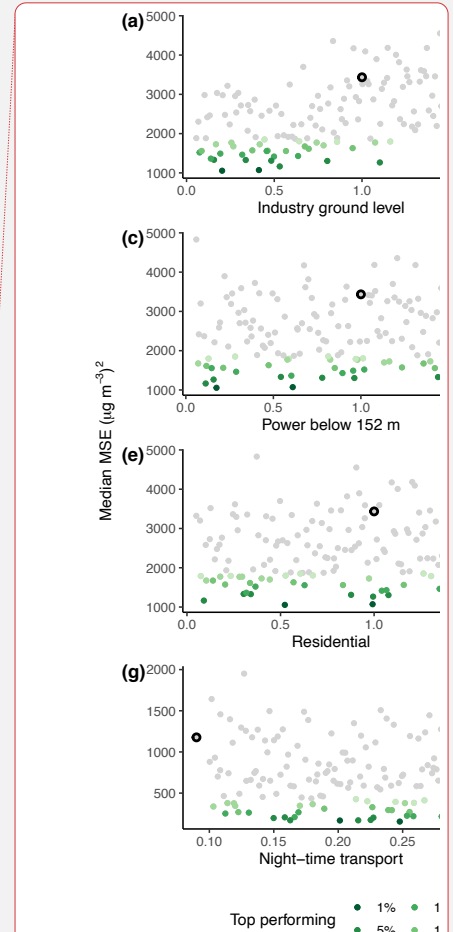 (a)
5000
4000
3000
2000
1000
0.0 0.5 1.0
Industry ground level
(c)
5000
4000
3000
2000
1000
0.0 0.5 1.0
Power below 152 m
Median MSE (μg m⁻³)²
(e)
5000
4000
3000
2000
1000
0.0 0.5 1.0
Residential
(g)
2000
1500
1000
500
0.10 0.15 0.20 0.25
Night−time transport
Top performing
1% 1
5% 1